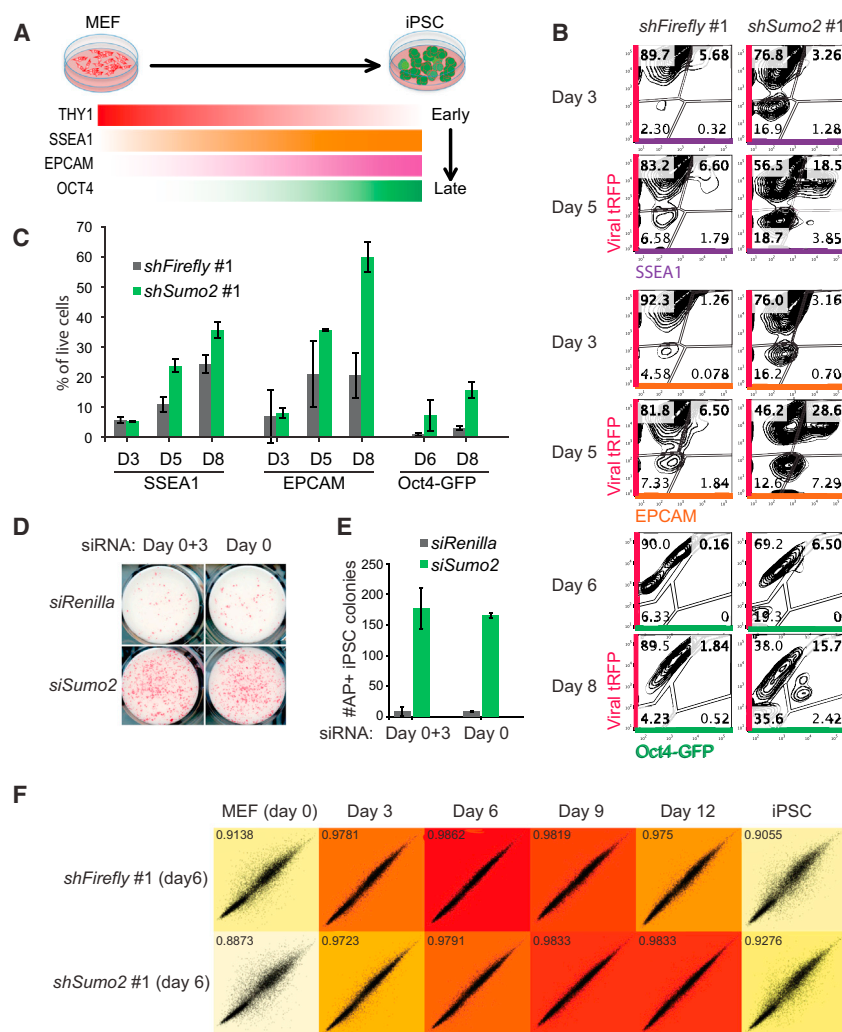 A
MEF
iPSC
THY1
SSEA1
EPCAM
OCT4
Early
Late
B
shFirefly #1
shSumo2 #1
Day 3
89.7 5.68
2.30 0.32
76.8 3.26
16.9 1.28
Day 5
83.2 6.60
6.58 1.79
56.5 18.5
18.7 3.85
Viral tRFP
SSEA1
Day 3
92.3 1.26
4.58 0.078
76.0 3.16
16.2 0.70
Day 5
81.8 6.50
7.33 1.84
46.2 28.6
12.6 7.29
Viral tRFP
EPCAM
Day 6
90.0 0.16
6.33 0
69.2 6.50
19.3 0
Day 8
89.5 1.84
4.23 0.52
38.0 15.7
35.6 2.42
Viral tRFP
Oct4-GFP
C
% of live cells
70
60
50
40
30
20
10
0
shFirefly #1
shSumo2 #1
D3 D5 D8 D3 D5 D8 D6 D8
SSEA1 EPCAM Oct4-GFP
D
siRNA: Day 0+3 Day 0
siRenilla
siSumo2
E
siRenilla
siSumo2
#AP+ iPSC colonies
250
200
150
100
50
0
siRNA: Day 0+3 Day 0
F
MEF (day 0) Day 3 Day 6 Day 9 Day 12 iPSC
shFirefly #1 (day6)
0.9138 0.9781 0.9862 0.9819 0.975 0.9055
shSumo2 #1 (day 6)
0.8873 0.9723 0.9791 0.9833 0.9833 0.9276